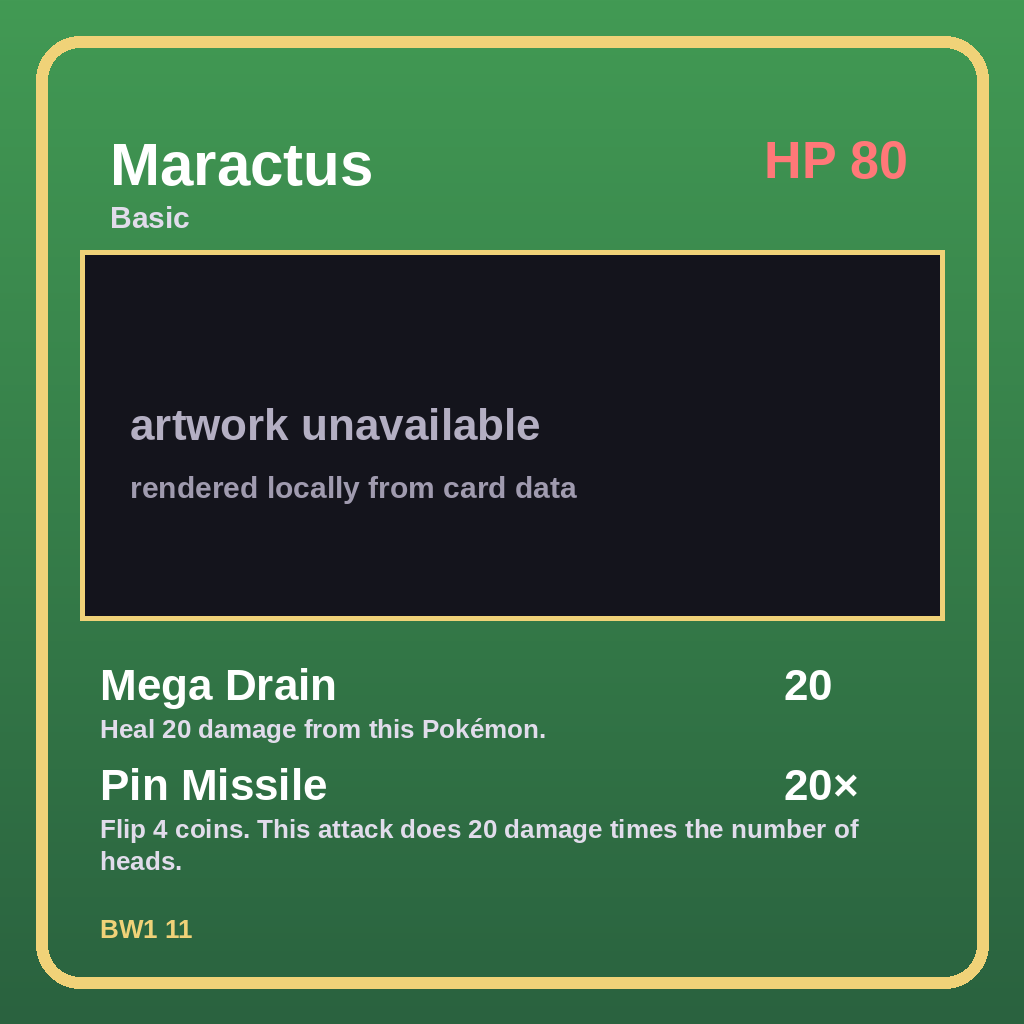 Maractus
HP 80
Basic
artwork unavailable
rendered locally from card data
Mega Drain 20
Heal 20 damage from this Pokémon.
Pin Missile 20×
Flip 4 coins. This attack does 20 damage times the number of
heads.
BW1 11